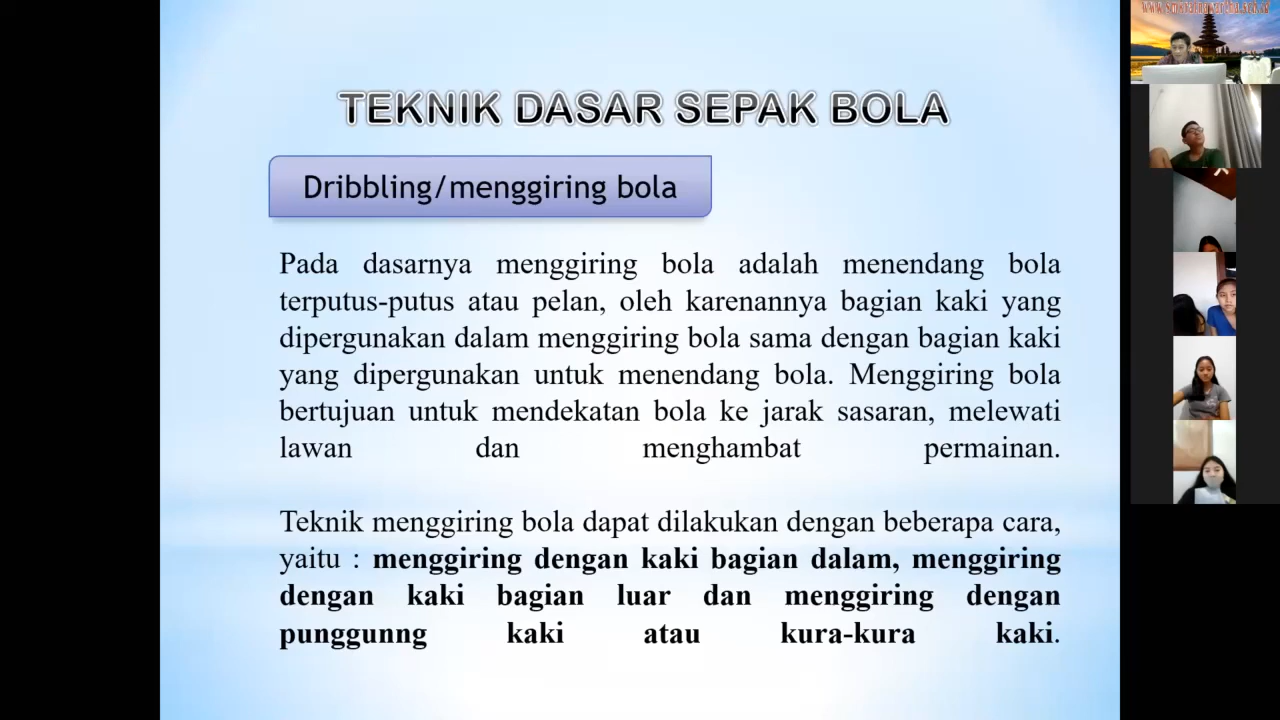 TEKNIK DASAR SEPAK BOLA
Dribbling/menggiring bola
Pada dasarnya menggiring bola adalah menendang bola
terputus-putus atau pelan, oleh karenannya bagian kaki yang
dipergunakan dalam menggiring bola sama dengan bagian kaki
yang dipergunakan untuk menendang bola. Menggiring bola
bertujuan untuk mendekatan bola ke jarak sasaran, melewati
lawan dan menghambat permainan.
Teknik menggiring bola dapat dilakukan dengan beberapa cara,
yaitu : menggiring dengan kaki bagian dalam, menggiring
dengan kaki bagian luar dan menggiring dengan
punggunng kaki atau kura-kura kaki.